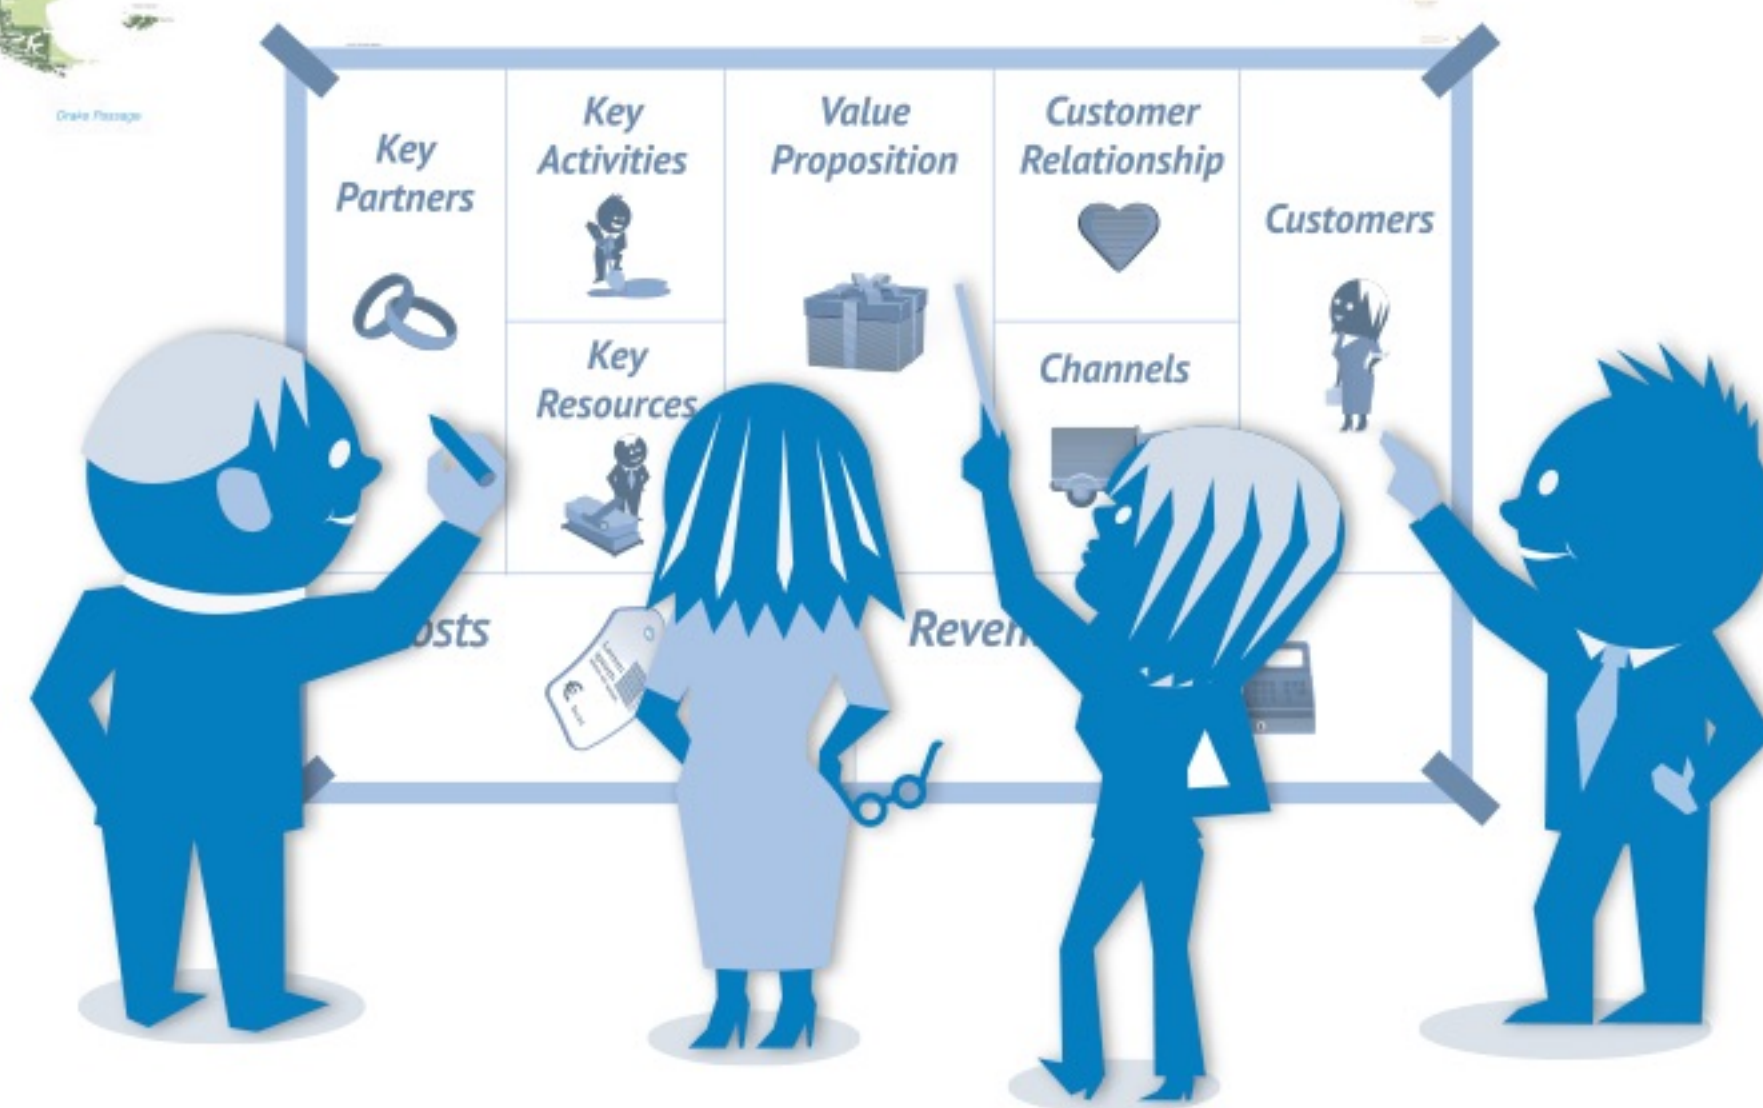 Drake Passage
Key
Partners
Key
Activities
Key
Resources
Value
Proposition
Customer
Relationship
Channels
Customers
osts
Reven